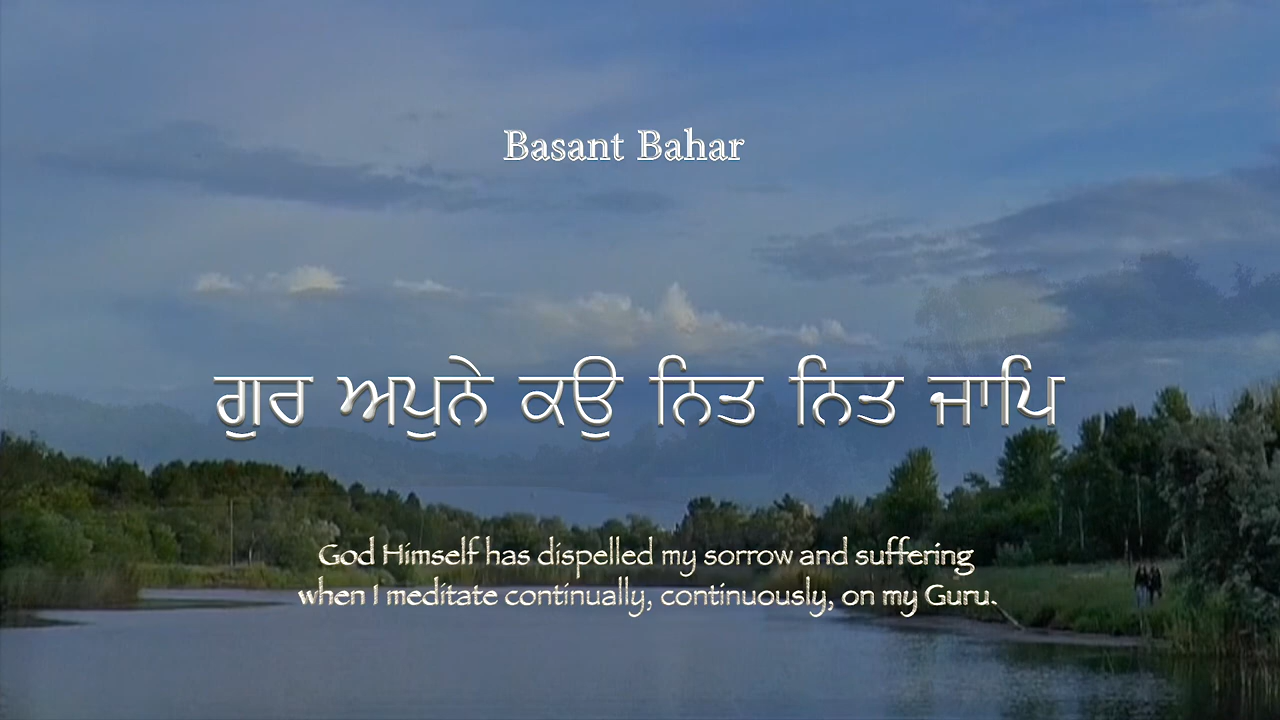 Basant Bahar
ਗੁਰ ਅਪੁਨੇ ਕਉ ਨਿਤ ਨਿਤ ਜਾਪਿ
God Himself has dispelled my sorrow and suffering
when I meditate continually, continuously, on my Guru.